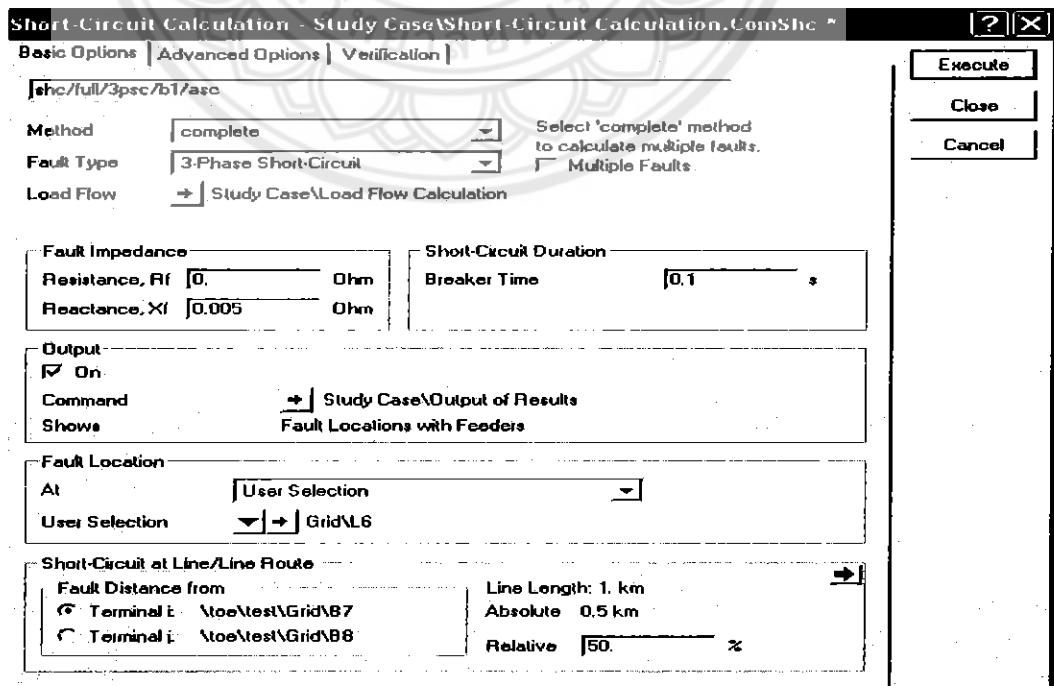 Short-Circuit Calculation - Study Case\Short-Circuit Calculation.ComShc *
Basic Options
Advanced Options
Verification
Execute
Close
Cancel
shc/full/3psc/b1/asc
Method
complete
Select 'complete' method
to calculate multiple faults.
Fault Type
3-Phase Short-Circuit
Multiple Faults
Load Flow
Study Case\Load Flow Calculation
Fault Impedance
Resistance, Rf 0. Ohm
Reactance, Xf 0.005 Ohm
Short-Circuit Duration
Breaker Time 0.1 s
Output
On
Command
Study Case\Output of Results
Shows
Fault Locations with Feeders
Fault Location
At
User Selection
User Selection
Grid\L6
Short-Circuit at Line/Line Route
Fault Distance from
Terminal i: \toe\test\Grid\B7
Terminal j: \toe\test\Grid\B8
Line Length: 1. km
Absolute 0,5 km
Relative 50. %